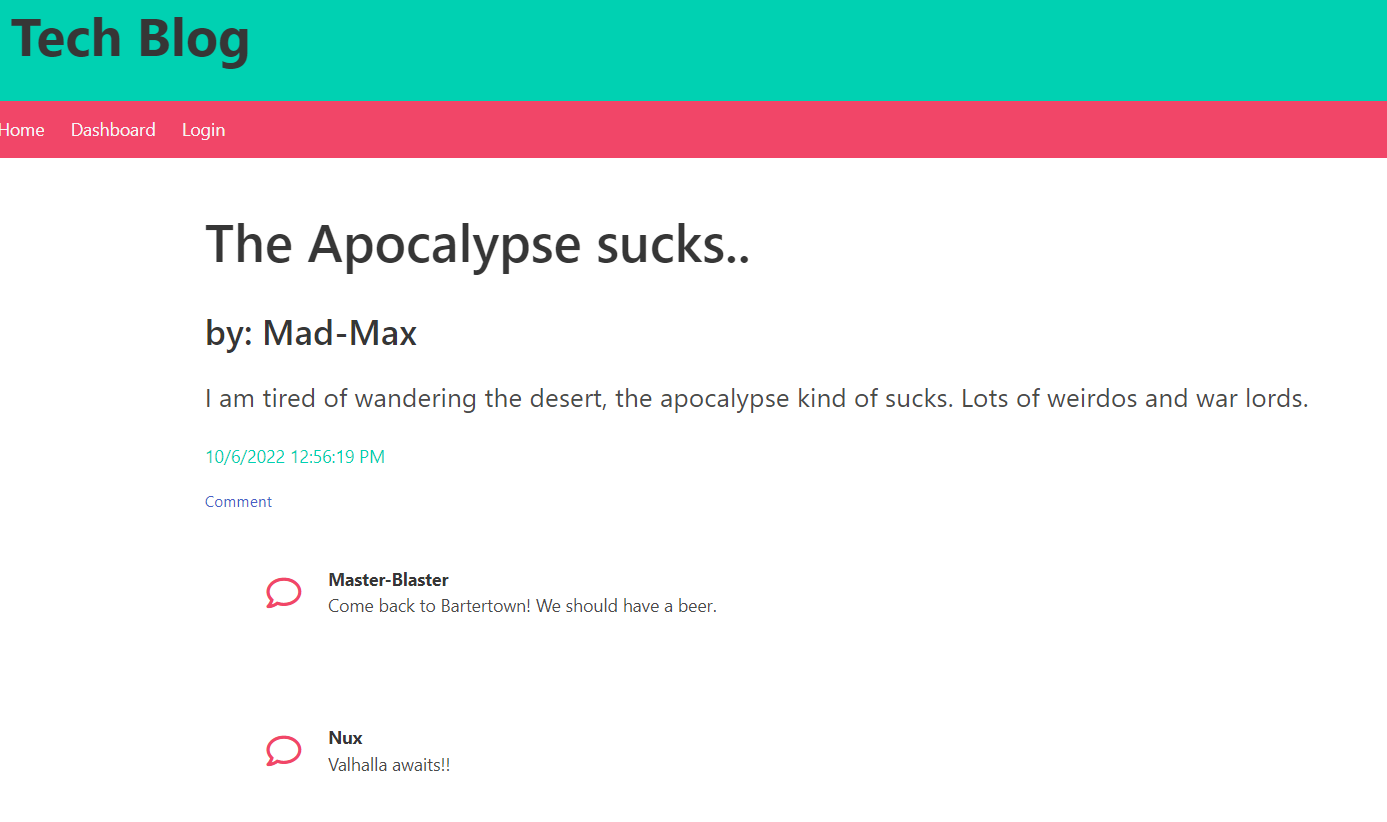 Tech Blog
Home Dashboard Login
The Apocalypse sucks..
by: Mad-Max
I am tired of wandering the desert, the apocalypse kind of sucks. Lots of weirdos and war lords.
10/6/2022 12:56:19 PM
Comment
Master-Blaster
Come back to Bartertown! We should have a beer.
Nux
Valhalla awaits!!